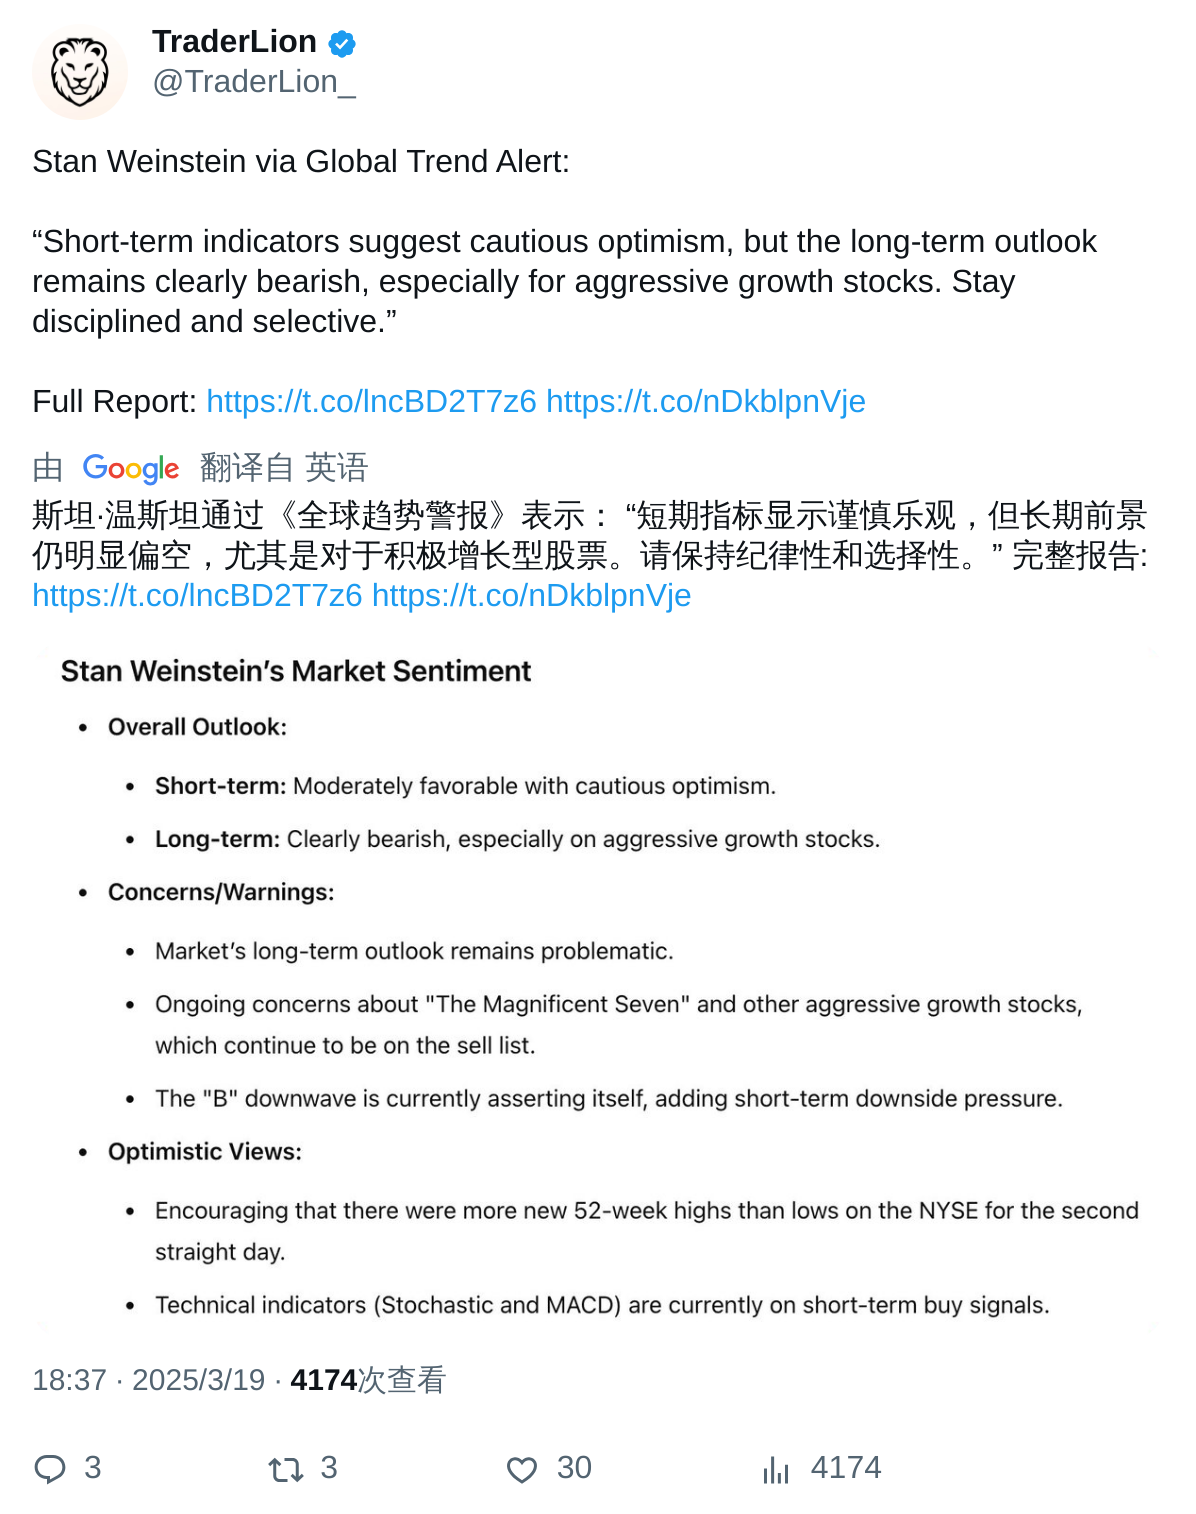 TraderLion
@TraderLion_
Stan Weinstein via Global Trend Alert:
“Short-term indicators suggest cautious optimism, but the long-term outlook
remains clearly bearish, especially for aggressive growth stocks. Stay
disciplined and selective.”
Full Report: https://t.co/lncBD2T7z6 https://t.co/nDkblpnVje
由 Google 翻译自 英语
斯坦·温斯坦通过《全球趋势警报》表示： “短期指标显示谨慎乐观，但长期前景
仍明显偏空，尤其是对于积极增长型股票。请保持纪律性和选择性。” 完整报告:
https://t.co/lncBD2T7z6 https://t.co/nDkblpnVje
Stan Weinstein’s Market Sentiment
• Overall Outlook:
• Short-term: Moderately favorable with cautious optimism.
• Long-term: Clearly bearish, especially on aggressive growth stocks.
• Concerns/Warnings:
• Market’s long-term outlook remains problematic.
• Ongoing concerns about "The Magnificent Seven" and other aggressive growth stocks,
which continue to be on the sell list.
• The "B" downwave is currently asserting itself, adding short-term downside pressure.
• Optimistic Views:
• Encouraging that there were more new 52-week highs than lows on the NYSE for the second
straight day.
• Technical indicators (Stochastic and MACD) are currently on short-term buy signals.
18:37 · 2025/3/19 · 4174次查看
3 3 30 4174